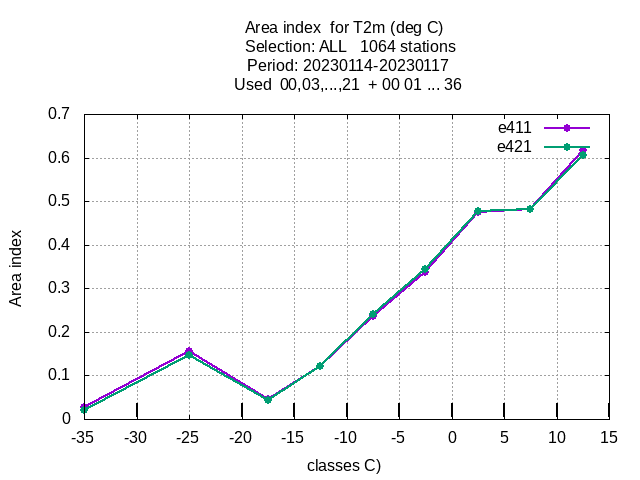 Area index  for T2m (deg C)
Selection: ALL   1064 stations
Period: 20230114-20230117
Used  00,03,...,21  + 00 01 ... 36
e411
e421
0.7
0.6
0.5
0.4
0.3
0.2
0.1
0
Area index
-35 -30 -25 -20 -15 -10 -5 0 5 10 15
classes C)